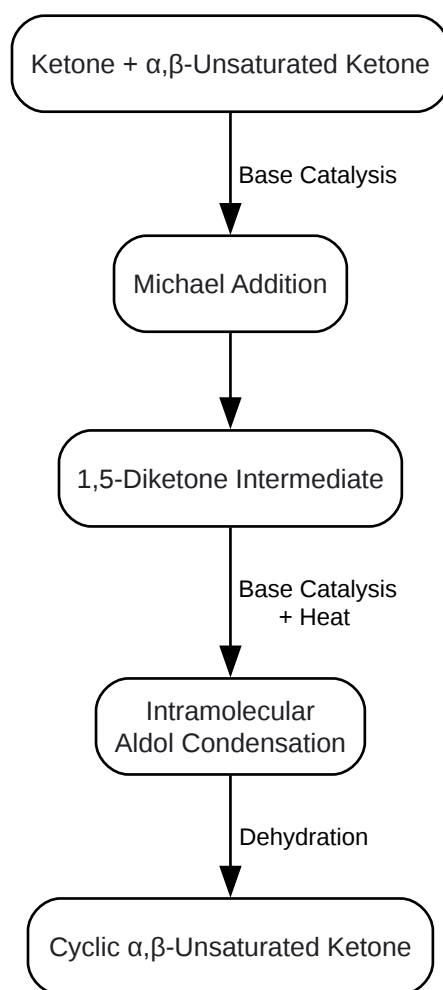 Ketone + α,β-Unsaturated Ketone
Base Catalysis
Michael Addition
1,5-Diketone Intermediate
Base Catalysis
+ Heat
Intramolecular
Aldol Condensation
Dehydration
Cyclic α,β-Unsaturated Ketone